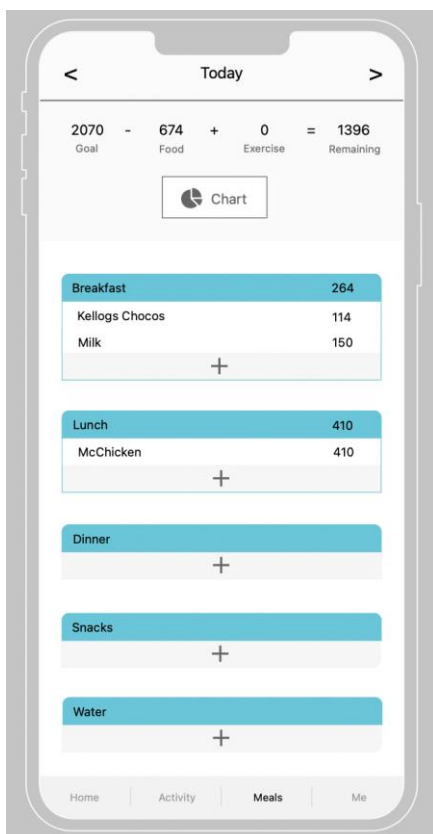 < Today >
2070 - 674 + 0 = 1396
Goal Food Exercise Remaining
Chart
Breakfast 264
Kellogs Chocos 114
Milk 150
+
Lunch 410
McChicken 410
+
Dinner
+
Snacks
+
Water
+
Home Activity Meals Me